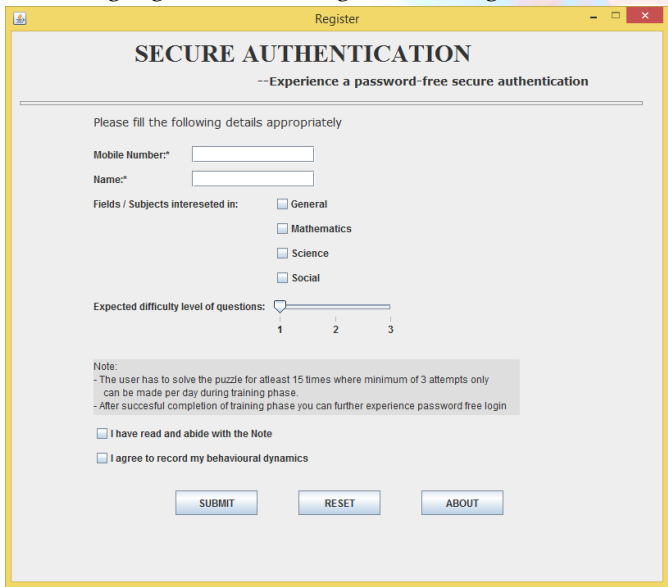 Register
SECURE AUTHENTICATION
--Experience a password-free secure authentication
Please fill the following details appropriately
Mobile Number:*
Name:*
Fields / Subjects intereseted in:
General
Mathematics
Science
Social
Expected difficulty level of questions:
1 2 3
Note:
- The user has to solve the puzzle for atleast 15 times where minimum of 3 attempts only
can be made per day during training phase.
- After succesful completion of training phase you can further experience password free login
I have read and abide with the Note
I agree to record my behavioural dynamics
SUBMIT RESET ABOUT